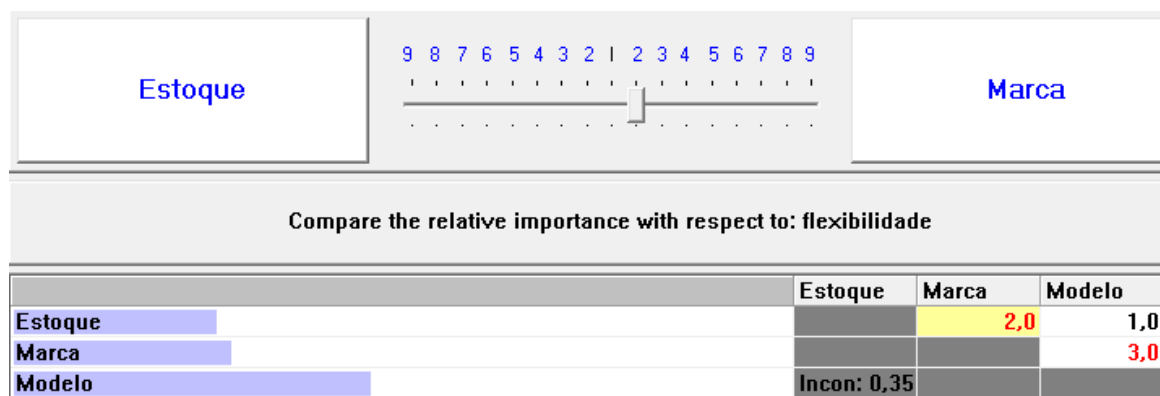 9 8 7 6 5 4 3 2 | 2 3 4 5 6 7 8 9
Estoque
Marca
Compare the relative importance with respect to: flexibilidade
Estoque Marca Modelo
Estoque 2,0 1,0
Marca 3,0
Modelo Incon: 0,35